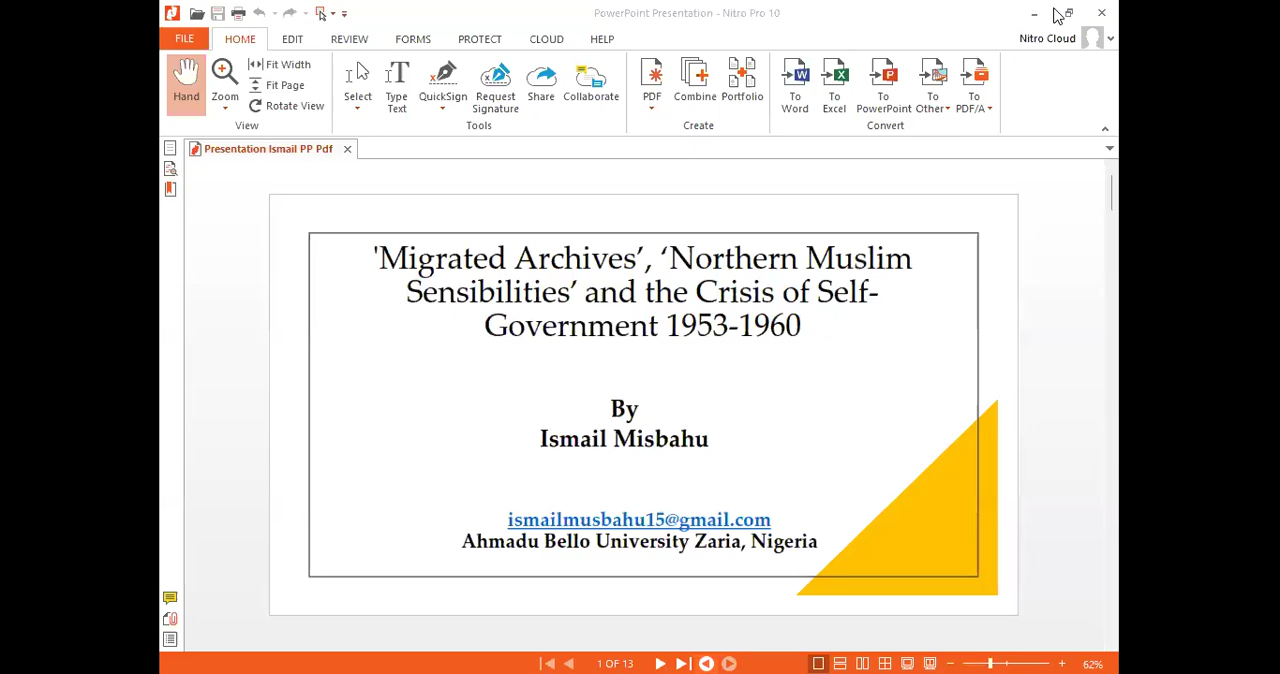 PowerPoint Presentation - Nitro Pro 10
FILE HOME EDIT REVIEW FORMS PROTECT CLOUD HELP
Nitro Cloud
Hand
Zoom
Fit Width
Fit Page
Rotate View
View
Select
Type
Text
QuickSign
Request
Signature
Share
Collaborate
Tools
PDF
Combine
Portfolio
Create
To
Word
To
Excel
To
PowerPoint
To
Other
To
PDF/A
Convert
Presentation Ismail PP Pdf
'Migrated Archives’, ‘Northern Muslim
Sensibilities’ and the Crisis of Self-
Government 1953-1960
By
Ismail Misbahu
ismailmusbahu15@gmail.com
Ahmadu Bello University Zaria, Nigeria
1 OF 13
62%